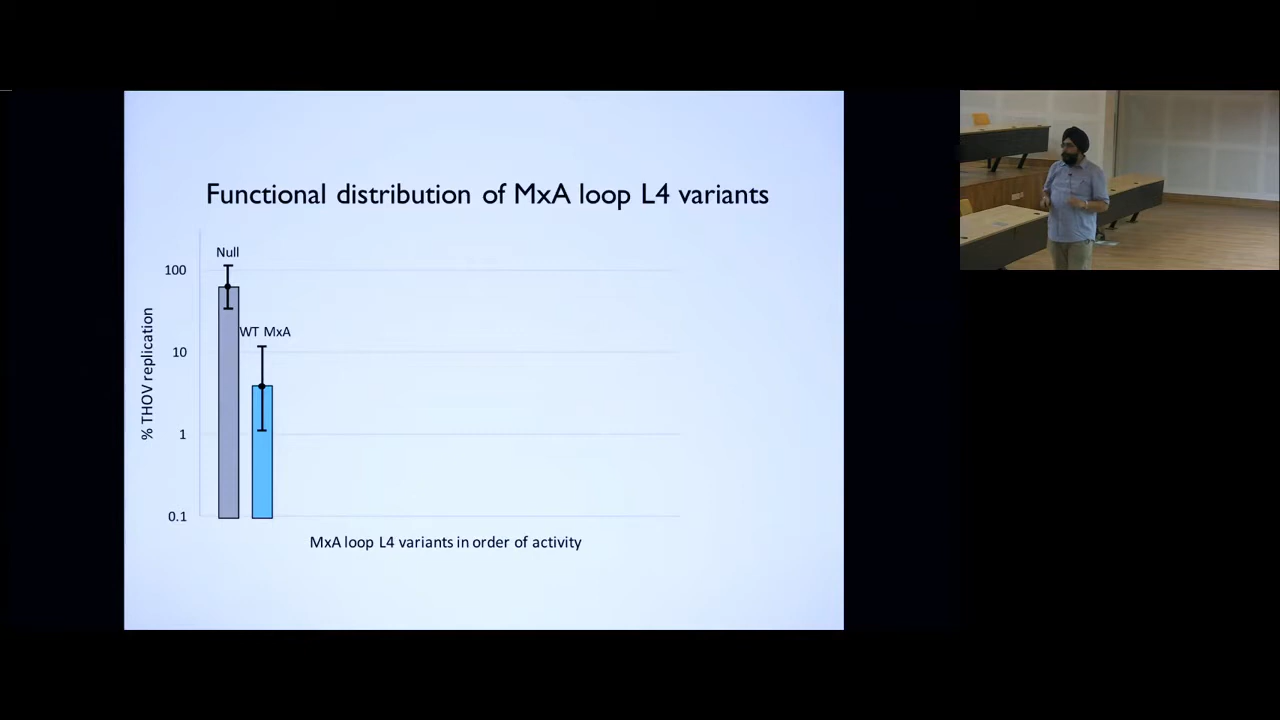 Functional distribution of MxA loop L4 variants
Null
100
WT MxA
10
1
0.1
% THOV replication
MxA loop L4 variants in order of activity